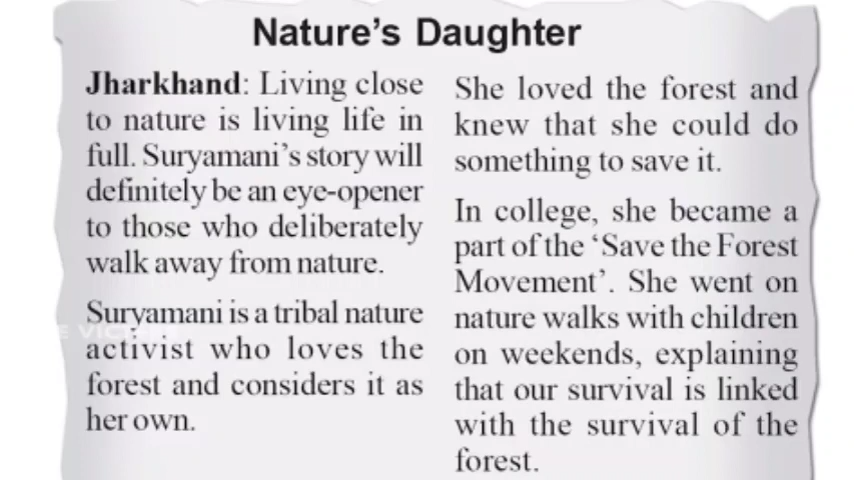 Nature’s Daughter
Jharkhand: Living close
to nature is living life in
full. Suryamani’s story will
definitely be an eye-opener
to those who deliberately
walk away from nature.
Suryamani is a tribal nature
activist who loves the
forest and considers it as
her own.
She loved the forest and
knew that she could do
something to save it.
In college, she became a
part of the ‘Save the Forest
Movement’. She went on
nature walks with children
on weekends, explaining
that our survival is linked
with the survival of the
forest.